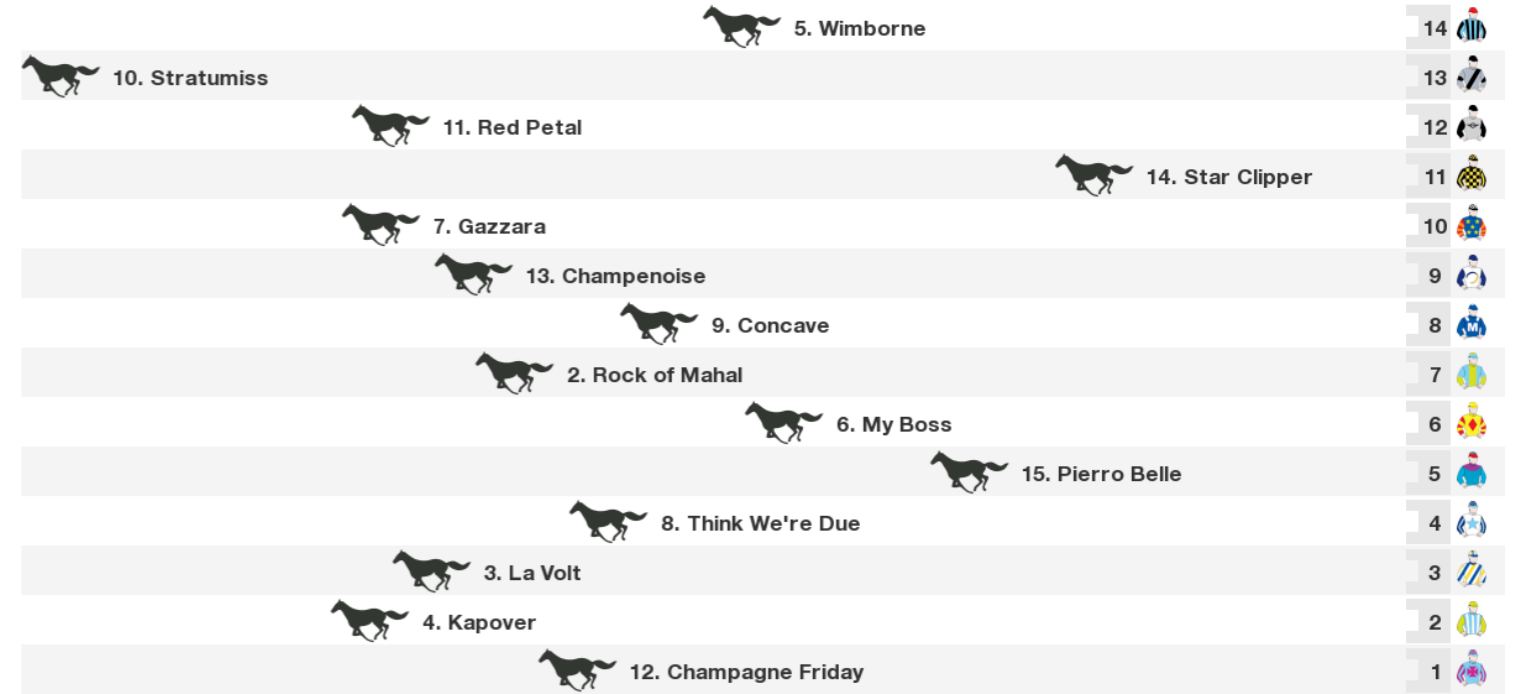 5. Wimborne 14
10. Stratumiss 13
11. Red Petal 12
14. Star Clipper 11
7. Gazzara 10
13. Champenoise 9
9. Concave 8
M
2. Rock of Mahal 7
6. My Boss 6
15. Pierro Belle 5
8. Think We're Due 4
3. La Volt 3
4. Kapover 2
12. Champagne Friday 1